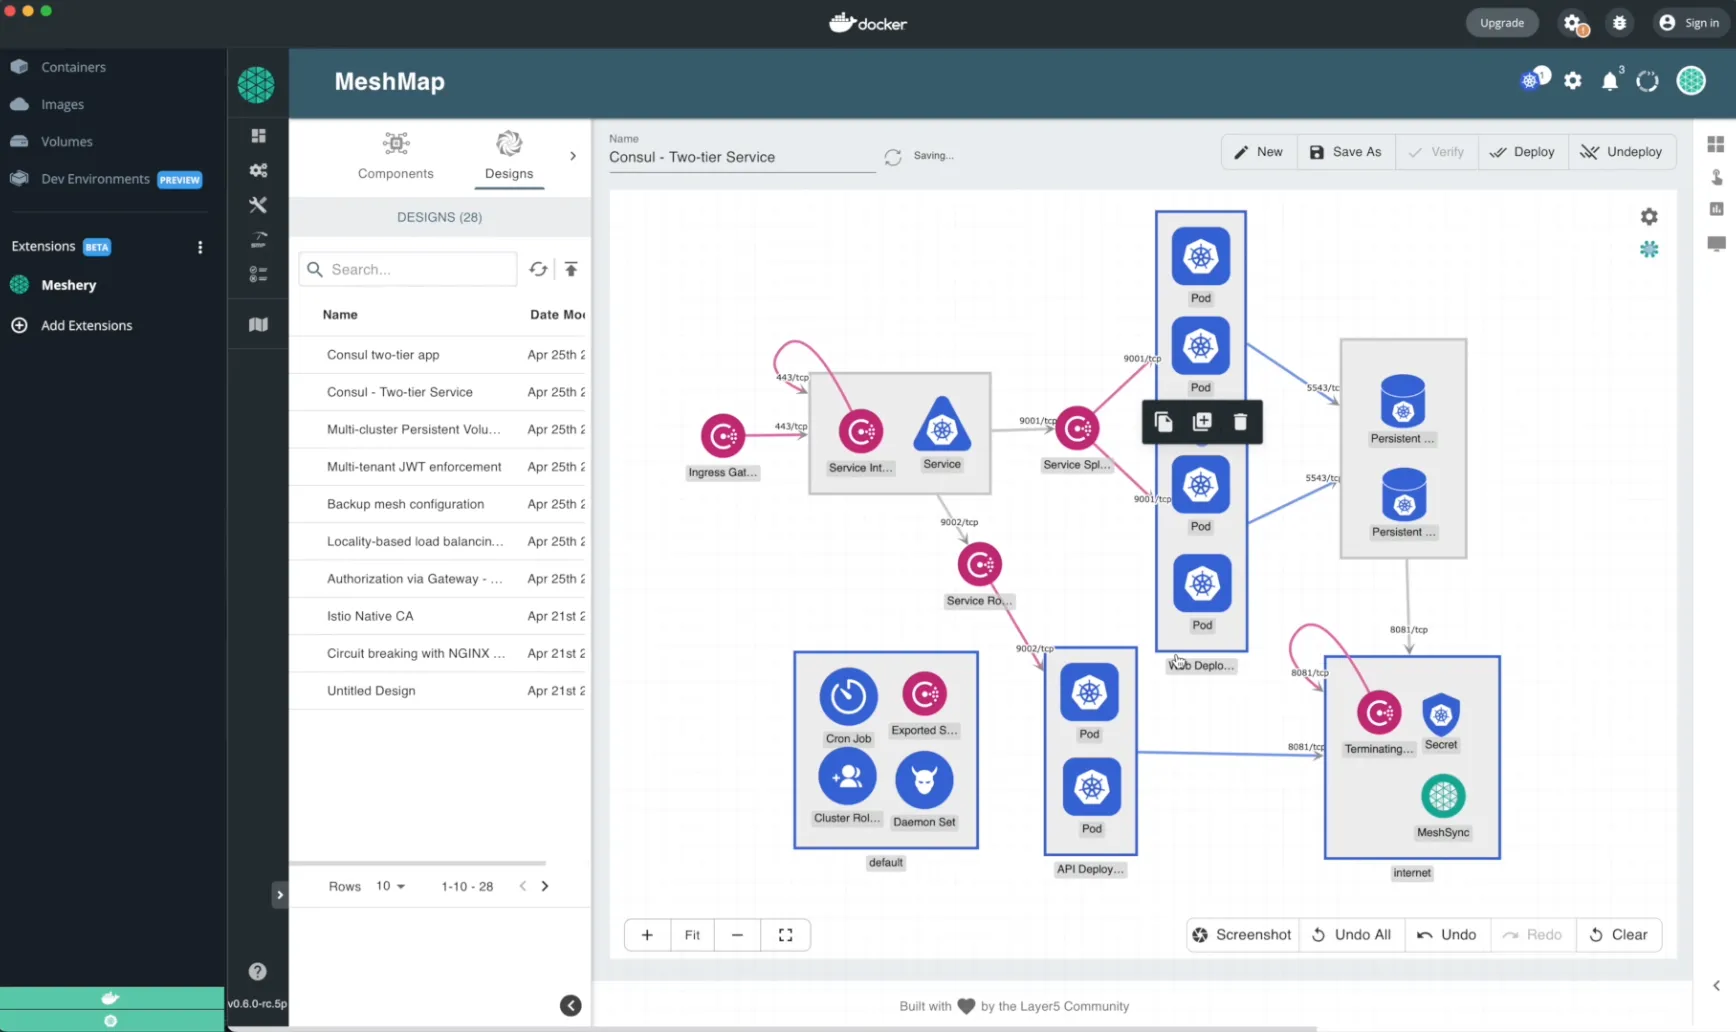 docker
Upgrade
Sign in
Containers
Images
Volumes
Dev Environments PREVIEW
Extensions BETA
Meshery
Add Extensions
v0.6.0-rc.5p
MeshMap
1
3
Components
Designs
DESIGNS (28)
Search...
Name Date Mo
Consul two-tier app Apr 25th 2
Consul - Two-tier Service Apr 25th 2
Multi-cluster Persistent Volu... Apr 25th 2
Multi-tenant JWT enforcement Apr 25th 2
Backup mesh configuration Apr 25th 2
Locality-based load balancin... Apr 25th 2
Authorization via Gateway - ... Apr 25th 2
Istio Native CA Apr 21st 2
Circuit breaking with NGINX ... Apr 21st 2
Untitled Design Apr 21st 2
Rows 10 1-10 - 28
Name
Consul - Two-tier Service
Saving...
New
Save As
Verify
Deploy
Undeploy
Pod
Pod
9001/tcp
443/tcp
443/tcp
9001/tcp
5543/tc
Ingress Gat...
Service Int...
Service
Service Spl...
Persistent ...
9001/tcp
5543/tcp
Pod
Persistent ...
9002/tcp
Service Ro...
Pod
8081/tcp
9002/tcp
Web Deplo...
8081/tcp
Cron Job
Exported S...
Pod
8081/tcp
Terminating...
Secret
Cluster Rol...
Daemon Set
Pod
MeshSync
default
API Deploy...
internet
Fit
Screenshot
Undo All
Undo
Redo
Clear
Built with by the Layer5 Community